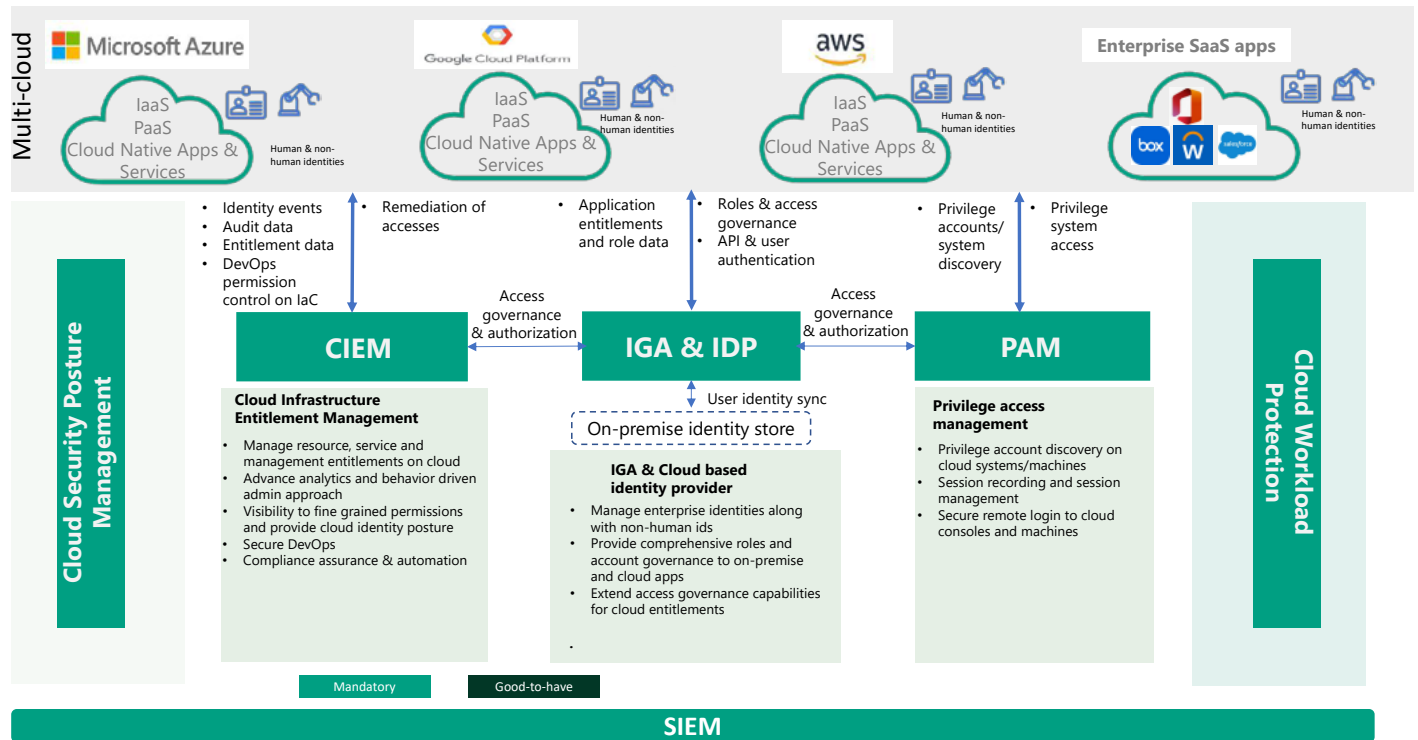 Multi-cloud
Microsoft Azure
IaaS
PaaS
Cloud Native Apps &
Services
Human & non-
human identities
Google Cloud Platform
IaaS
PaaS
Cloud Native Apps &
Services
Human & non-
human identities
aws
IaaS
PaaS
Cloud Native Apps &
Services
Human & non-
human identities
Enterprise SaaS apps
box
W
salesforce
Human & non-
human identities
• Identity events
• Audit data
• Entitlement data
• DevOps
permission
control on IaC
• Remediation of
accesses
• Application
entitlements
and role data
• Roles & access
governance
• API & user
authentication
• Privilege
accounts/
system
discovery
• Privilege
system
access
Cloud Security Posture
Management
CIEM
Access
governance
& authorization
IGA & IDP
Access
governance
& authorization
PAM
Cloud Workload
Protection
User identity sync
On-premise identity store
Cloud Infrastructure
Entitlement Management
• Manage resource, service and
management entitlements on cloud
• Advance analytics and behavior driven
admin approach
• Visibility to fine grained permissions
and provide cloud identity posture
• Secure DevOps
• Compliance assurance & automation
IGA & Cloud based
identity provider
• Manage enterprise identities along
with non-human ids
• Provide comprehensive roles and
account governance to on-premise
and cloud apps
• Extend access governance capabilities
for cloud entitlements
.
Privilege access
management
• Privilege account discovery on
cloud systems/machines
• Session recording and session
management
• Secure remote login to cloud
consoles and machines
Mandatory
Good-to-have
SIEM